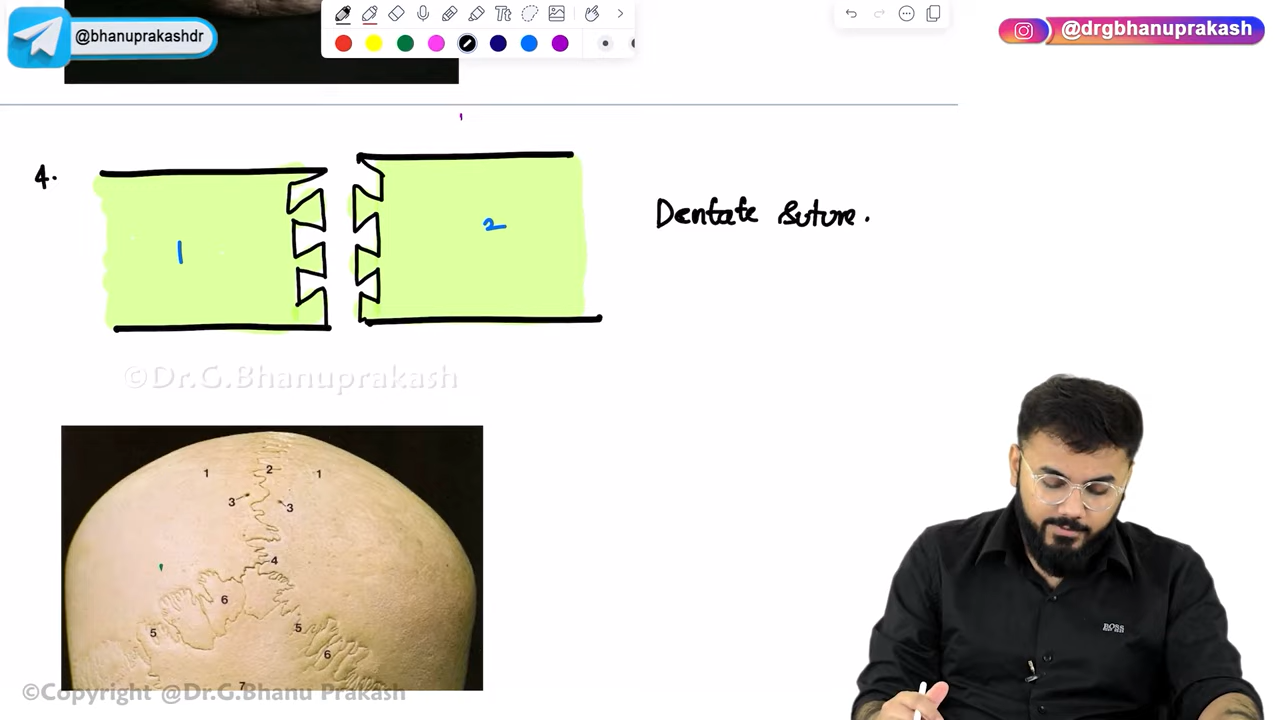 @bhanuprakashdr
Tt
@drgbhanuprakash
4.
1
2
Dentate Suture.
©Dr.G.Bhanuprakash
1 2 1
3 3
4
6
5 5
6
7
BOSS
©Copyright @Dr.G.Bhanu Prakash